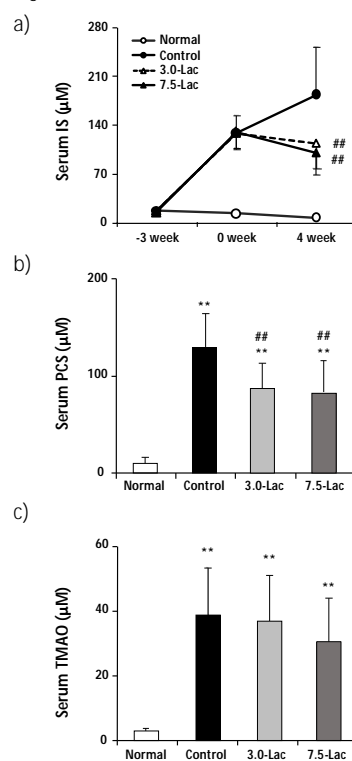 a)
Normal
Control
3.0-Lac
7.5-Lac
Serum IS (μM)
280
210
140
70
0
##
##
-3 week 0 week 4 week
b)
Serum PCS (μM)
200
100
0
** ## ** ## **
Normal Control 3.0-Lac 7.5-Lac
c)
Serum TMAO (μM)
60
40
20
0
** ** **
Normal Control 3.0-Lac 7.5-Lac